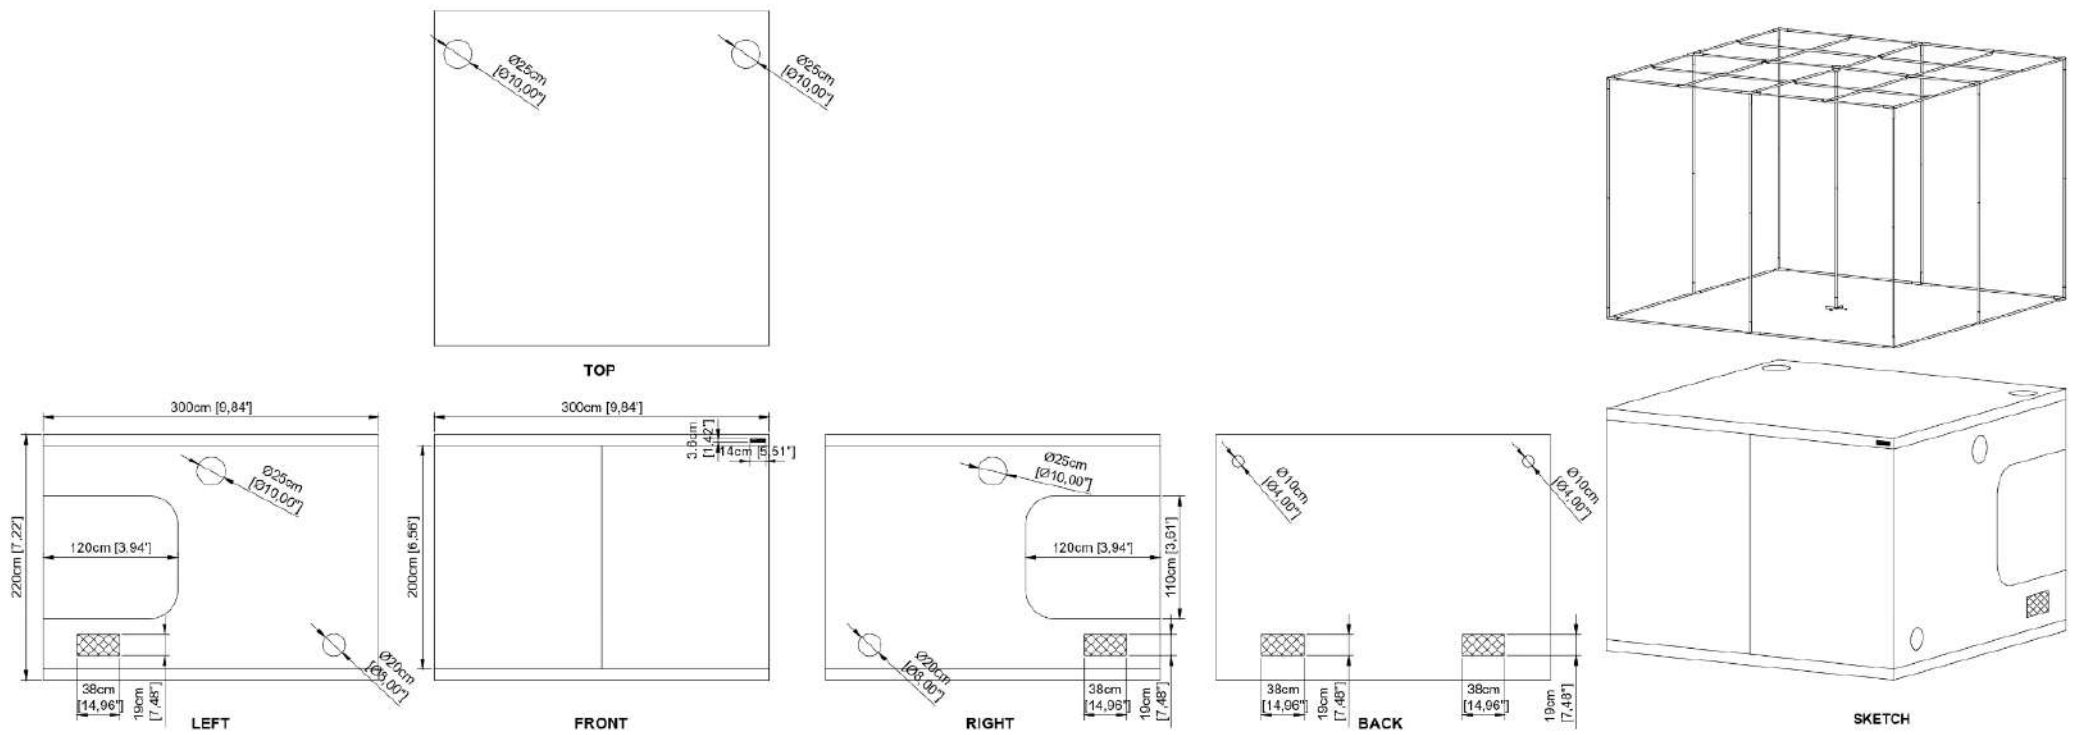 Ø25cm
[Ø10,00"]
Ø25cm
[Ø10,00"]
TOP
300cm [9,84']
220cm [7,22']
Ø25cm
[Ø10,00"]
120cm [3,94']
Ø20cm
[Ø8,00"]
38cm
[14,96"]
19cm
[7,48"]
LEFT
300cm [9,84']
3.6cm
[1,42"]
14cm [5,51"]
200cm [6,56']
FRONT
Ø25cm
[Ø10,00"]
120cm [3,94']
110cm [3,61']
Ø20cm
[Ø8,00"]
38cm
[14,96"]
19cm
[7,48"]
RIGHT
Ø10cm
[Ø4,00"]
Ø10cm
[Ø4,00"]
38cm
[14,96"]
19cm
[7,48"]
38cm
[14,96"]
19cm
[7,48"]
BACK
SKETCH